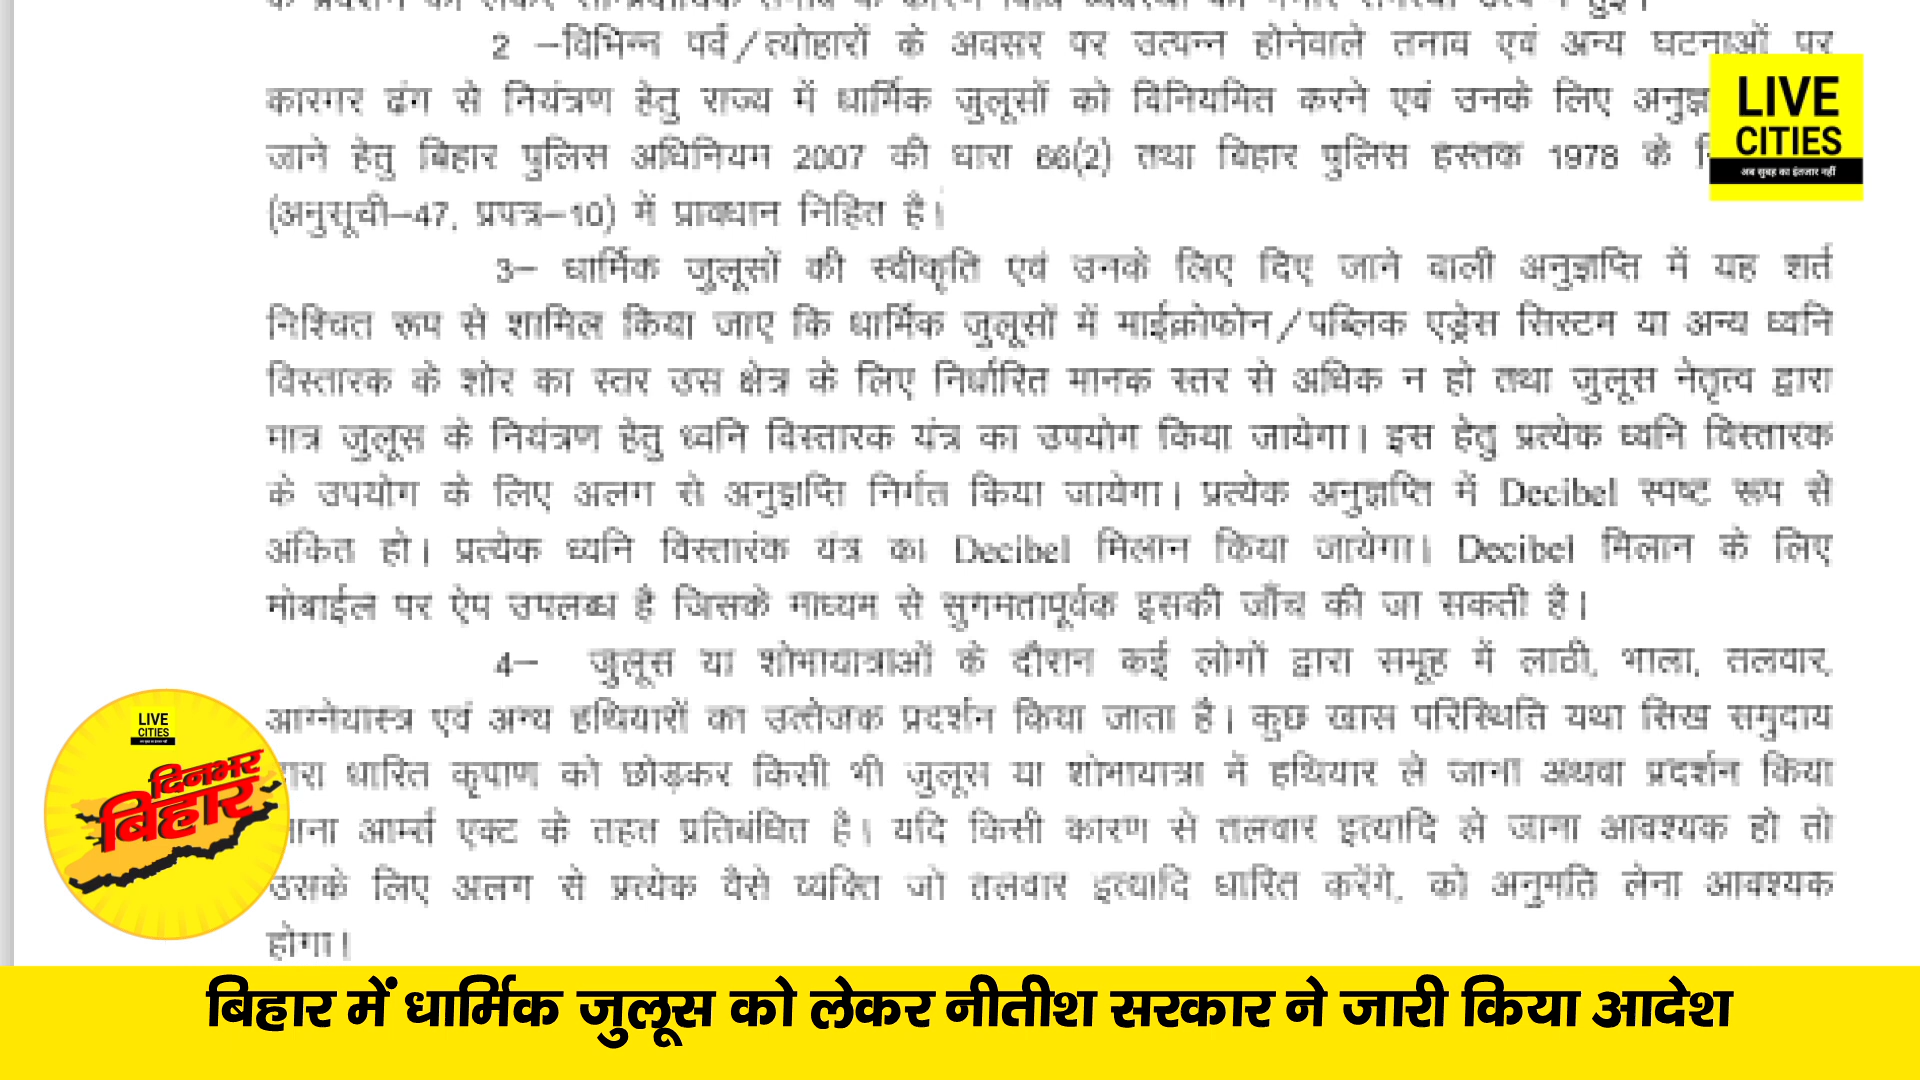 2 –विभिन्न पर्व/त्योहारों के अवसर पर उत्पन्न होनेवाले तनाव एवं अन्य घटनाओं पर
कारगर ढंग से नियंत्रण हेतु राज्य में धार्मिक जुलूसों को विनियमित करने एवं उनके लिए
जाने हेतु बिहार पुलिस अधिनियम 2007 की धारा 66(2) तथा बिहार पुलिस हस्तक 1978 के
(अनुसूची–47, प्रपत्र–10) में प्रावधान निहित है।
3– धार्मिक जुलूसों की स्वीकृति एवं उनके लिए दिए जाने वाली अनुज्ञप्ति में यह शर्त
निश्चित रूप से शामिल किया जाए कि धार्मिक जुलूसों में माईक्रोफोन/पब्लिक एड्रेस सिस्टम या अन्य ध्वनि
विस्तारक के शोर का स्तर उस क्षेत्र के लिए निर्धारित मानक स्तर से अधिक न हो तथा जुलूस नेतृत्व द्वारा
मात्र जुलूस के नियंत्रण हेतु ध्वनि विस्तारक यंत्र का उपयोग किया जायेगा। इस हेतु प्रत्येक ध्वनि विस्तारक
के उपयोग के लिए अलग से अनुज्ञप्ति निर्गत किया जायेगा। प्रत्येक अनुज्ञप्ति में Decibel स्पष्ट रूप से
अंकित हो। प्रत्येक ध्वनि विस्तारंक यंत्र का Decibel मिलान किया जायेगा। Decibel मिलान के लिए
मोबाईल पर ऐप उपलब्ध है जिसके माध्यम से सुगमतापूर्वक इसकी जाँच की जा सकती है।
4– जुलूस या शोभायात्राओं के दौरान कई लोगों द्वारा समूह में लाठी, भाला, तलवार,
आग्नेयास्त्र एवं अन्य हथियारों का उत्तेजक प्रदर्शन किया जाता है। कुछ खास परिस्थिति यथा सिख समुदाय
धारित कृपाण को छोड़कर किसी भी जुलूस या शोभायात्रा में हथियार ले जाना अथवा प्रदर्शन किया
आर्म्स एक्ट के तहत प्रतिबंधित है। यदि किसी कारण से तलवार इत्यादि ले जाना आवश्यक हो तो
उसके लिए अलग से प्रत्येक वैसे व्यक्ति जो तलवार इत्यादि धारित करेंगे, को अनुमति लेना आवश्यक
होगा।
LIVE
CITIES
अब सुबह का इंतजार नहीं
LIVE
CITIES
दिनभर
बिहार
बिहार में धार्मिक जुलूस को लेकर नीतीश सरकार ने जारी किया आदेश